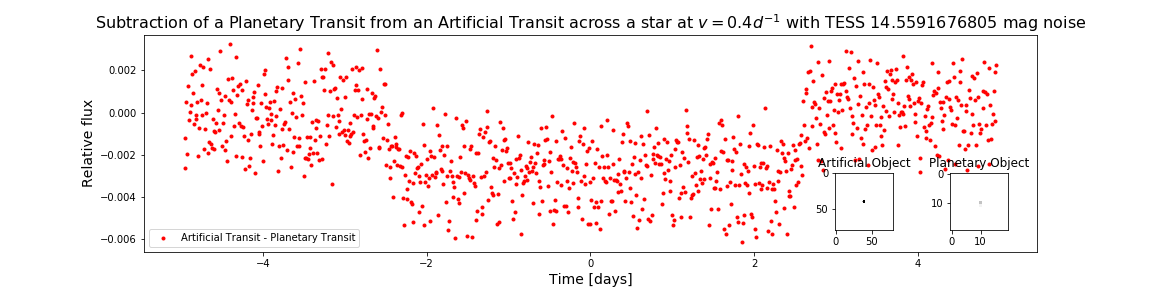 Subtraction of a Planetary Transit from an Artificial Transit across a star at v = 0.4d⁻¹ with TESS 14.5591676805 mag noise
Relative flux
0.002
0.000
−0.002
−0.004
−0.006
Artificial Transit - Planetary Transit
Artificial Object
0
50
0 50
Planetary Object
0
10
0 10
−4 −2 0 2 4
Time [days]